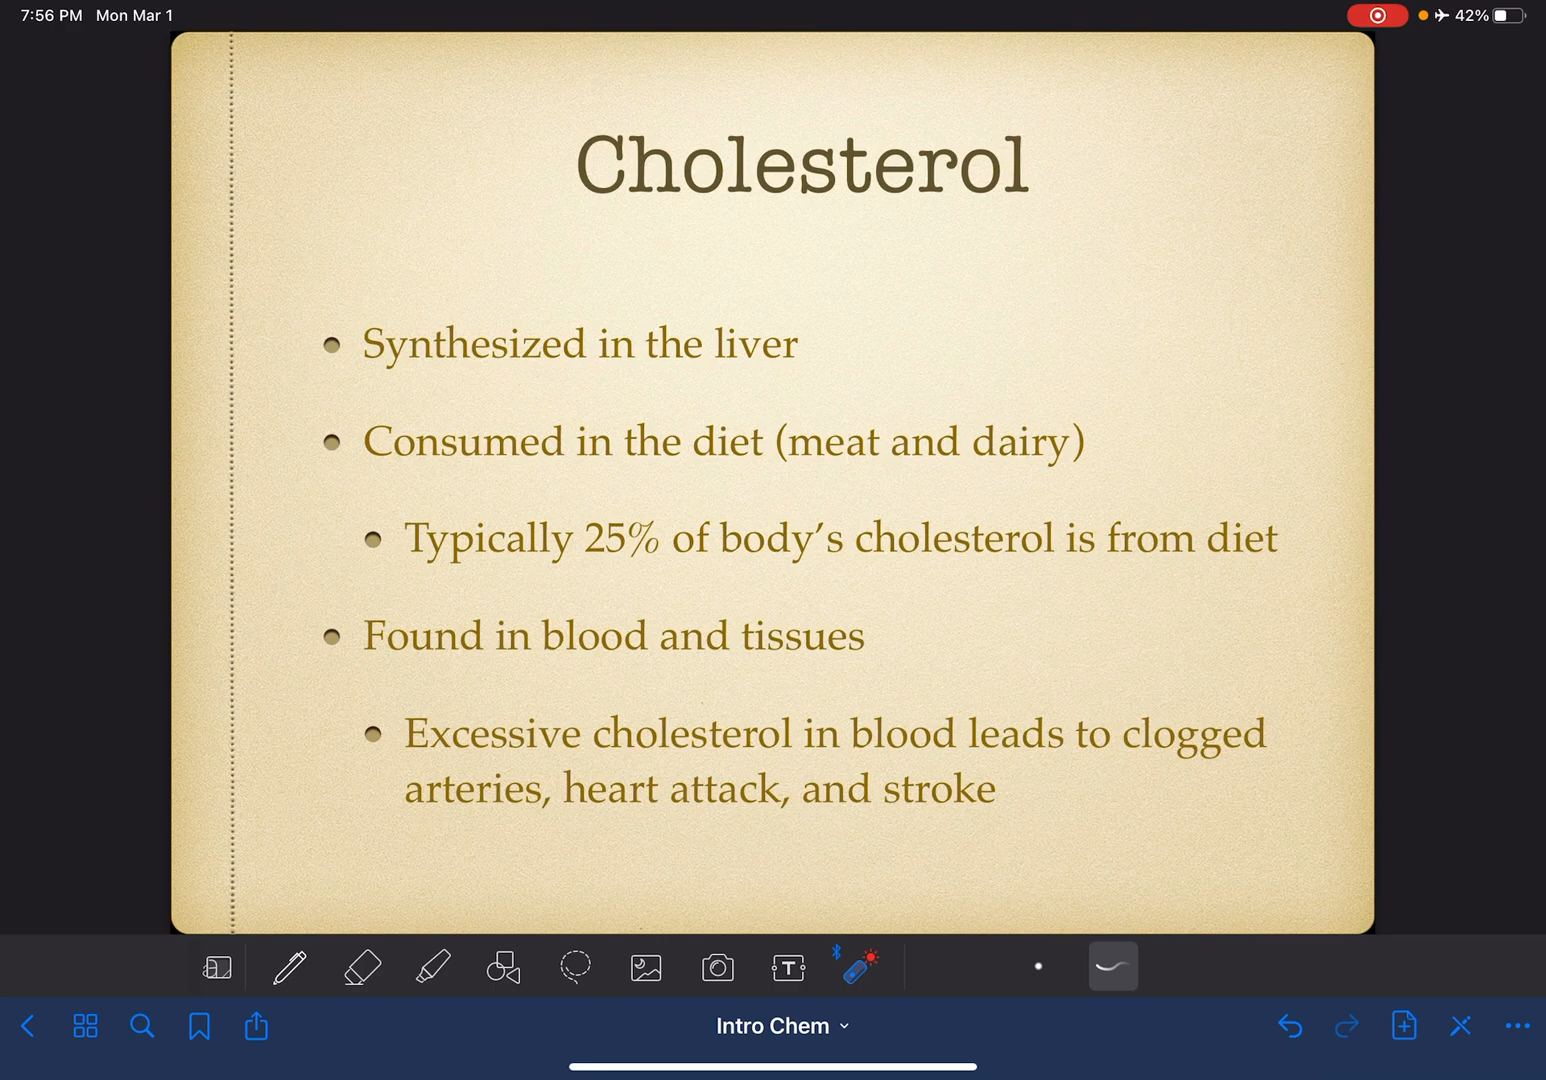 7:56 PM Mon Mar 1
42%
Cholesterol
• Synthesized in the liver
• Consumed in the diet (meat and dairy)
• Typically 25% of body’s cholesterol is from diet
• Found in blood and tissues
• Excessive cholesterol in blood leads to clogged
arteries, heart attack, and stroke
T
Intro Chem